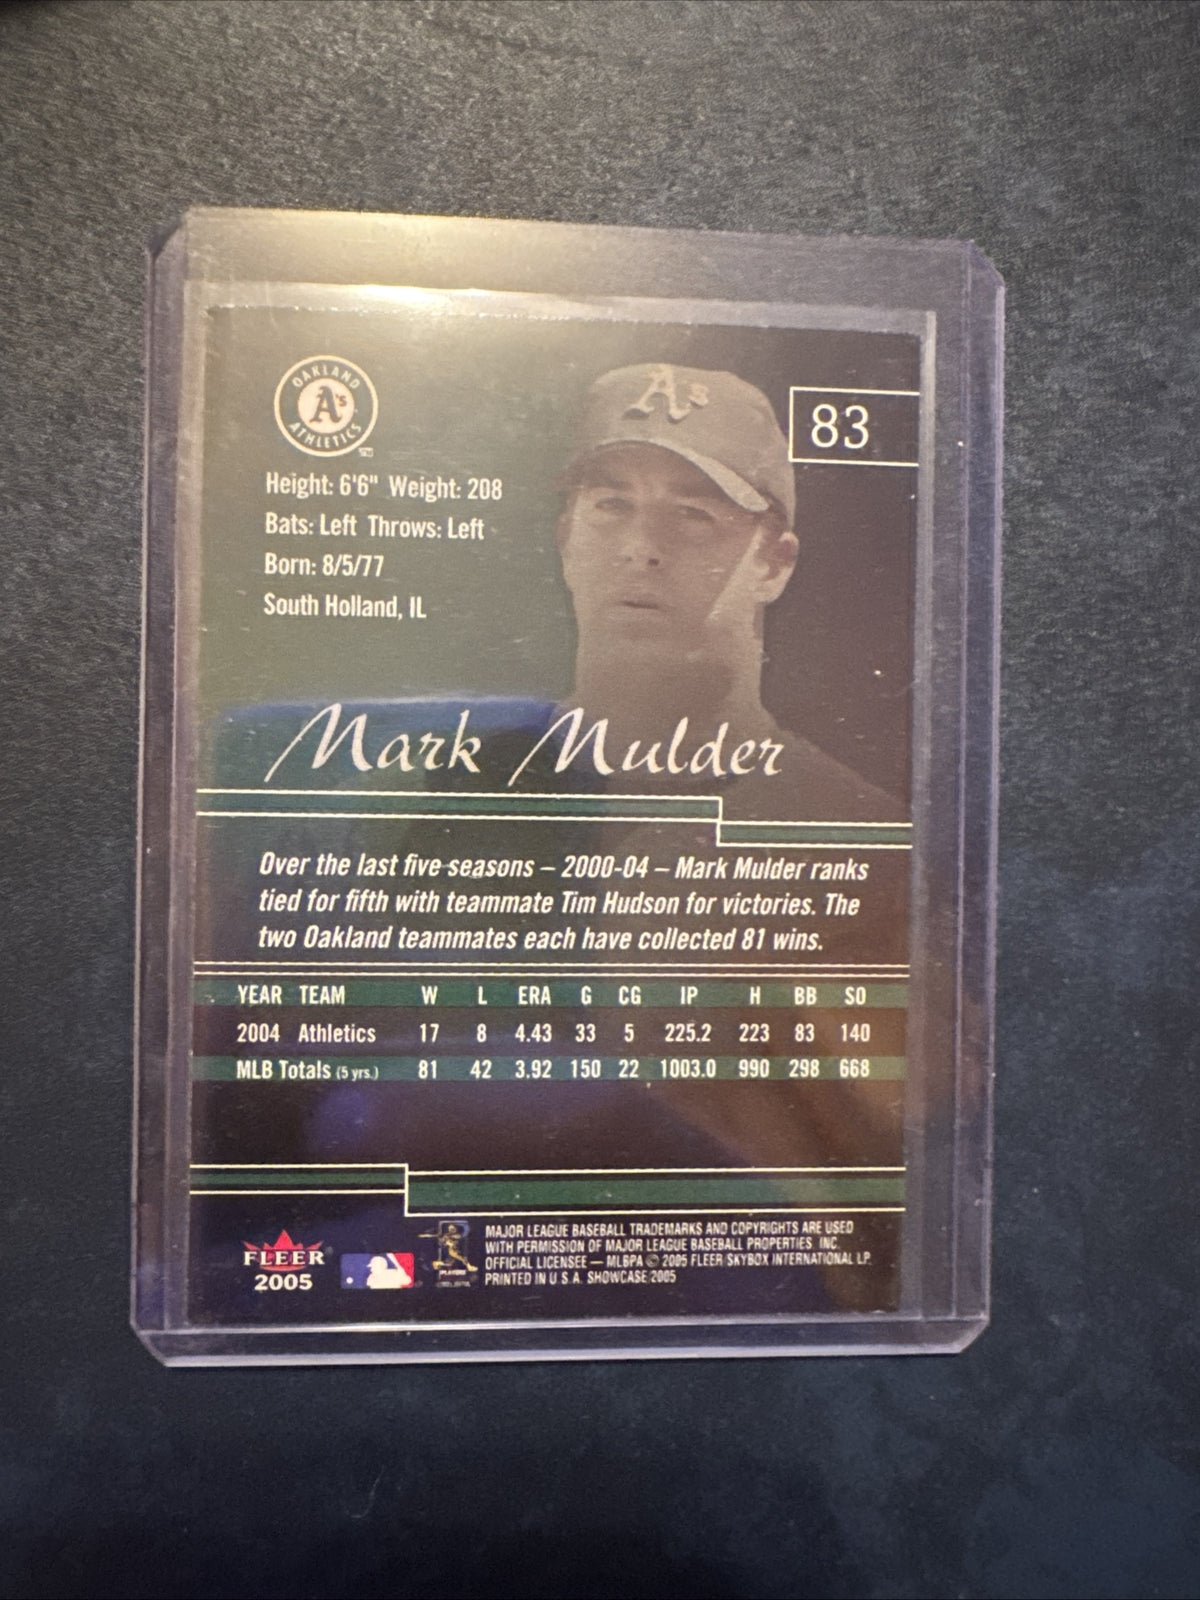 OAKLAND
A's
ATHLETICS
TM
A's
83
Height: 6'6" Weight: 208
Bats: Left Throws: Left
Born: 8/5/77
South Holland, IL
Mark Mulder
Over the last five seasons – 2000-04 – Mark Mulder ranks
tied for fifth with teammate Tim Hudson for victories. The
two Oakland teammates each have collected 81 wins.
YEAR TEAM W L ERA G CG IP H BB SO
2004 Athletics 17 8 4.43 33 5 225.2 223 83 140
MLB Totals (5 yrs.) 81 42 3.92 150 22 1003.0 990 298 668
FLEER
2005
PLAYERS
MAJOR LEAGUE BASEBALL TRADEMARKS AND COPYRIGHTS ARE USED
WITH PERMISSION OF MAJOR LEAGUE BASEBALL PROPERTIES, INC.
OFFICIAL LICENSEE — MLBPA © 2005 FLEER/SKYBOX INTERNATIONAL LP.
PRINTED IN U.S.A. SHOWCASE 2005